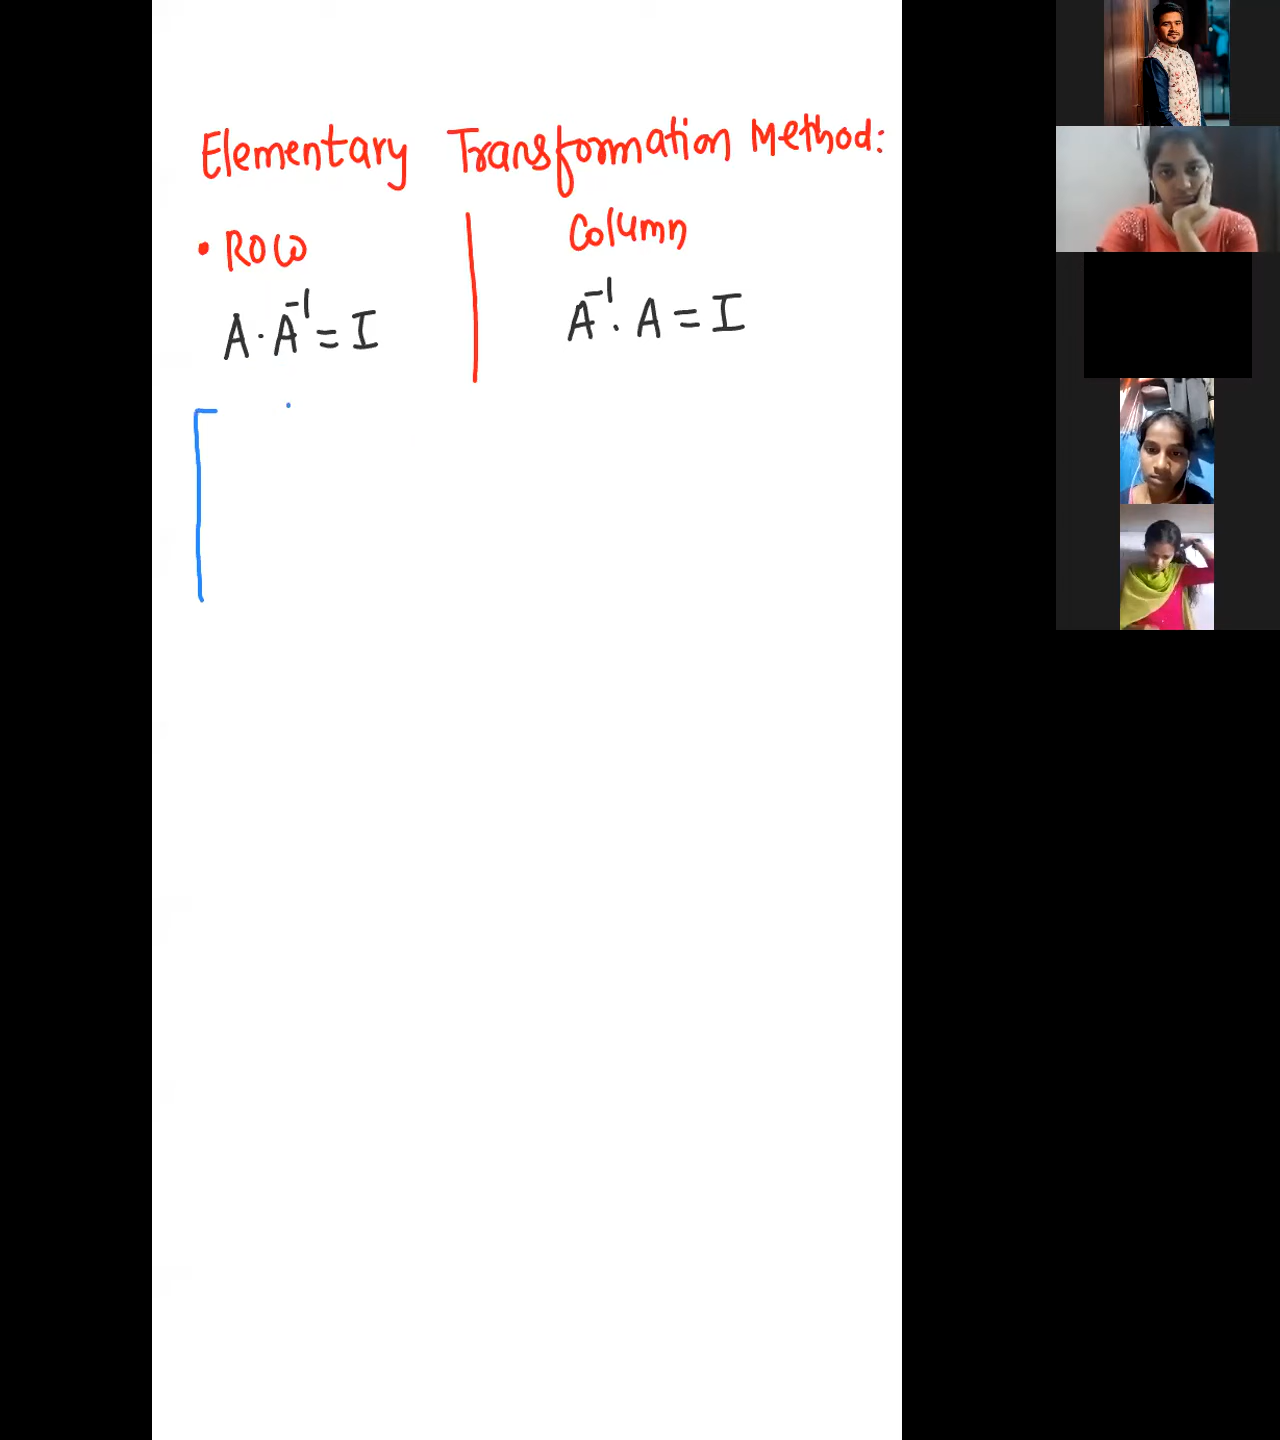 Elementary Transformation Method:
• Row
A · A⁻¹ = I
Column
A⁻¹ · A = I